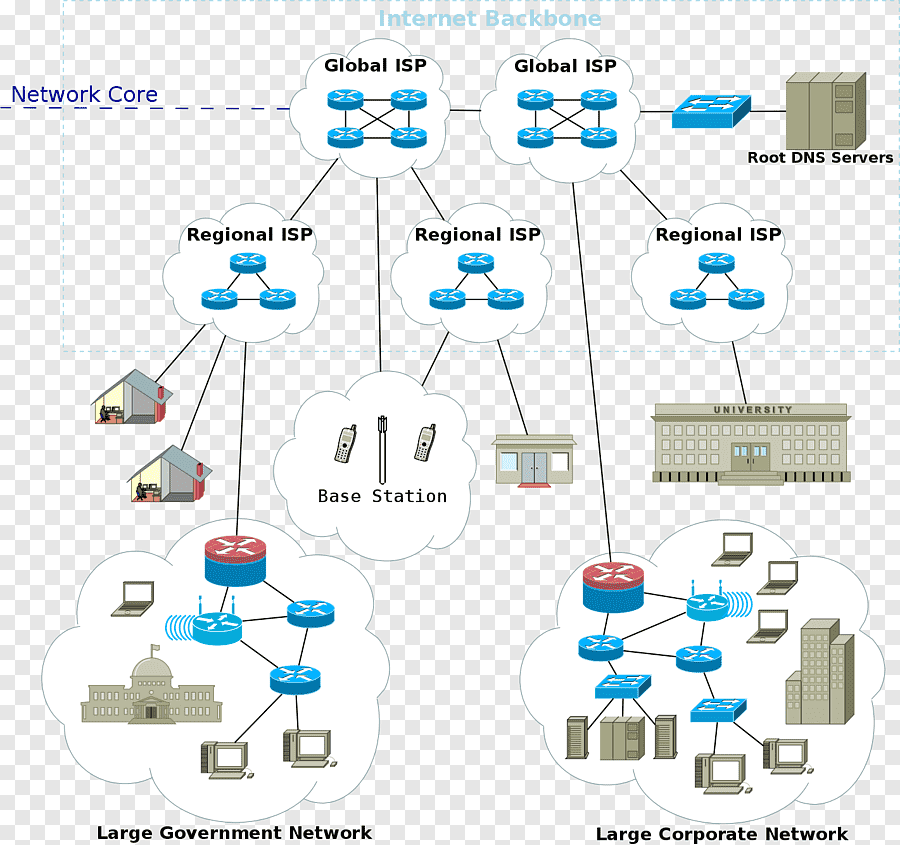 Internet Backbone
Global ISP
Global ISP
Network Core
Root DNS Servers
Regional ISP
Regional ISP
Regional ISP
UNIVERSITY
Base Station
Large Government Network
Large Corporate Network